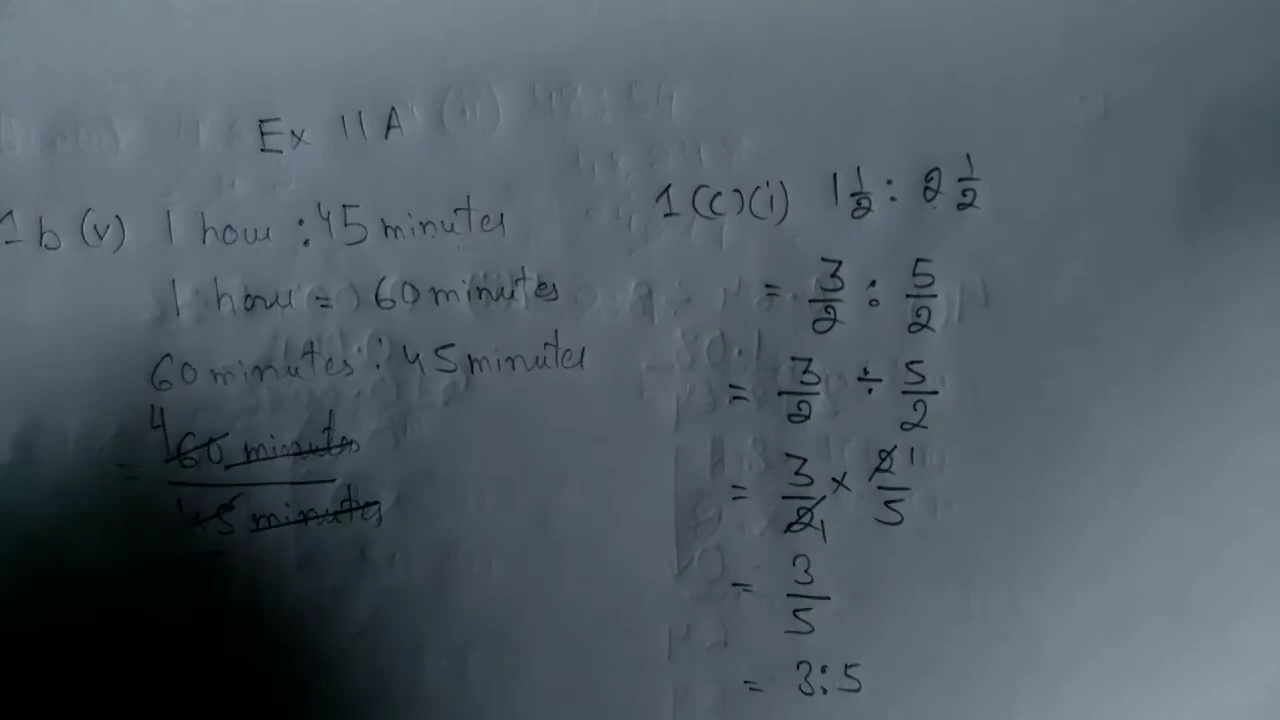 Ex 11A
1b (v) 1 hour : 45 minutes
1 hour = 60 minutes
60 minutes : 45 minutes
= 4 60 minutes
45 minutes
1(c)(i) 1 1/2 : 2 1/2
= 3/2 : 5/2
= 3/2 ÷ 5/2
= 3/2 × 2/5
= 3/5
= 3:5